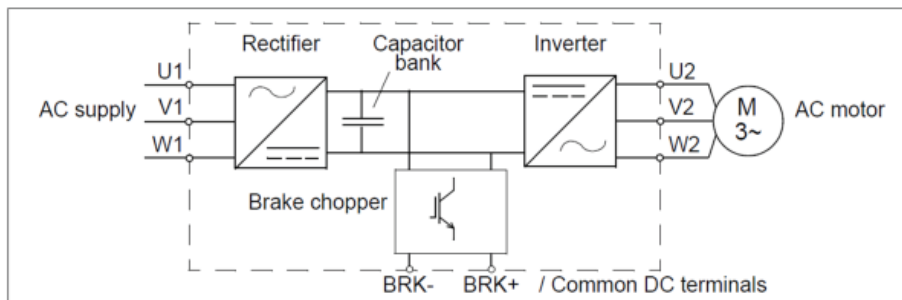 Rectifier
Capacitor
bank
Inverter
U1
U2
AC supply
V1
V2
M
3~
AC motor
W1
W2
Brake chopper
BRK-
BRK+
/ Common DC terminals